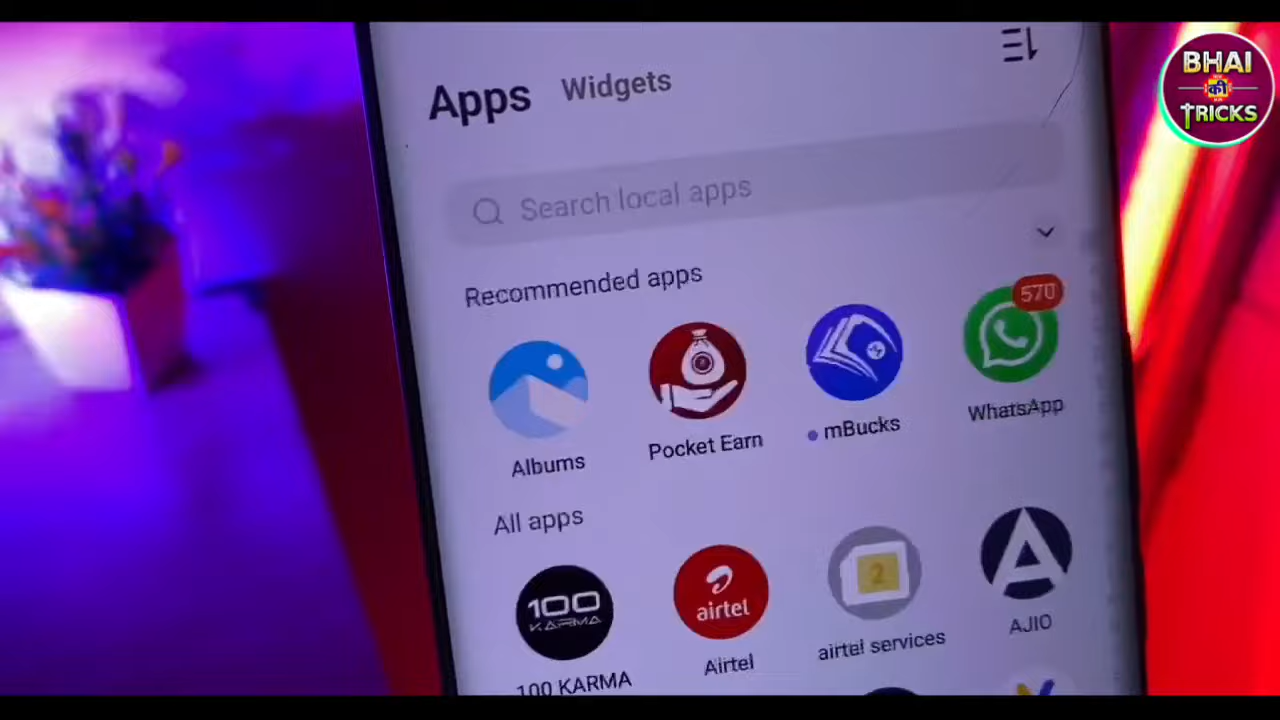 BHAI
की
TRICKS
Apps Widgets
Search local apps
Recommended apps
570
Albums Pocket Earn mBucks WhatsApp
All apps
100
KARMA
airtel
2
A
100 KARMA Airtel airtel services AJIO